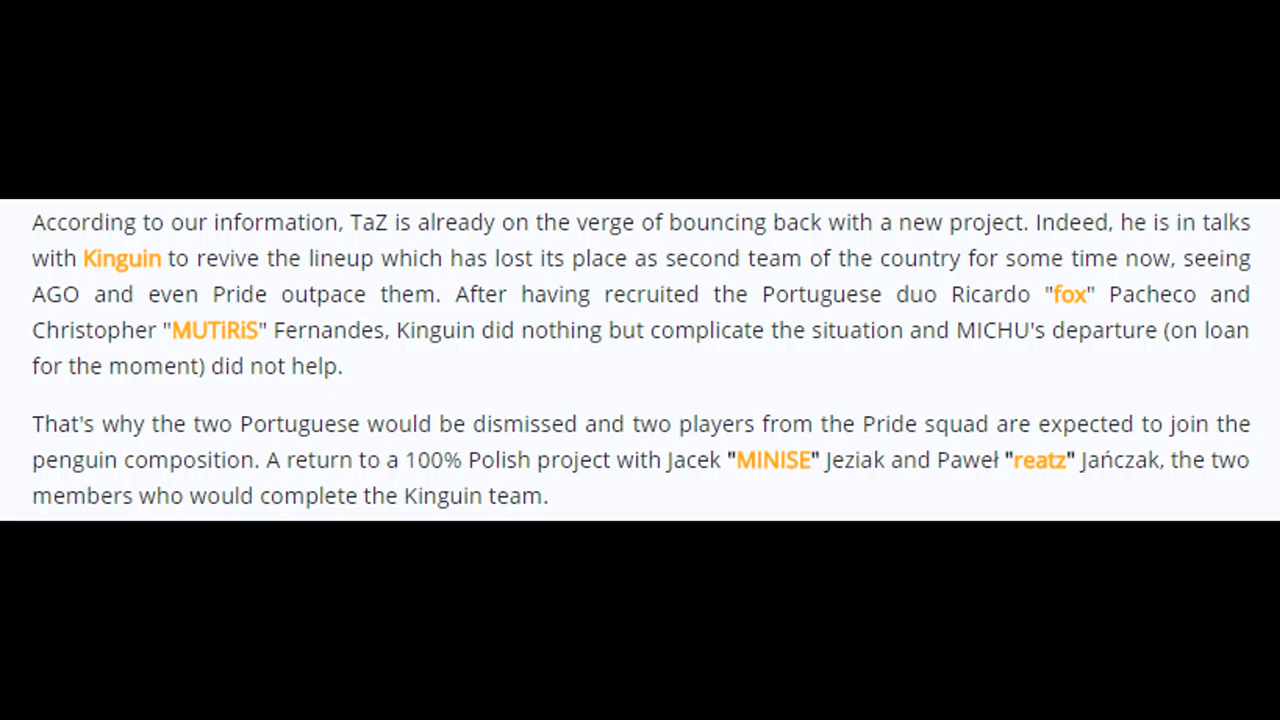 According to our information, TaZ is already on the verge of bouncing back with a new project. Indeed, he is in talks
with Kinguin to revive the lineup which has lost its place as second team of the country for some time now, seeing
AGO and even Pride outpace them. After having recruited the Portuguese duo Ricardo "fox" Pacheco and
Christopher "MUTiRiS" Fernandes, Kinguin did nothing but complicate the situation and MICHU's departure (on loan
for the moment) did not help.
That's why the two Portuguese would be dismissed and two players from the Pride squad are expected to join the
penguin composition. A return to a 100% Polish project with Jacek "MINISE" Jeziak and Paweł "reatz" Jańczak, the two
members who would complete the Kinguin team.